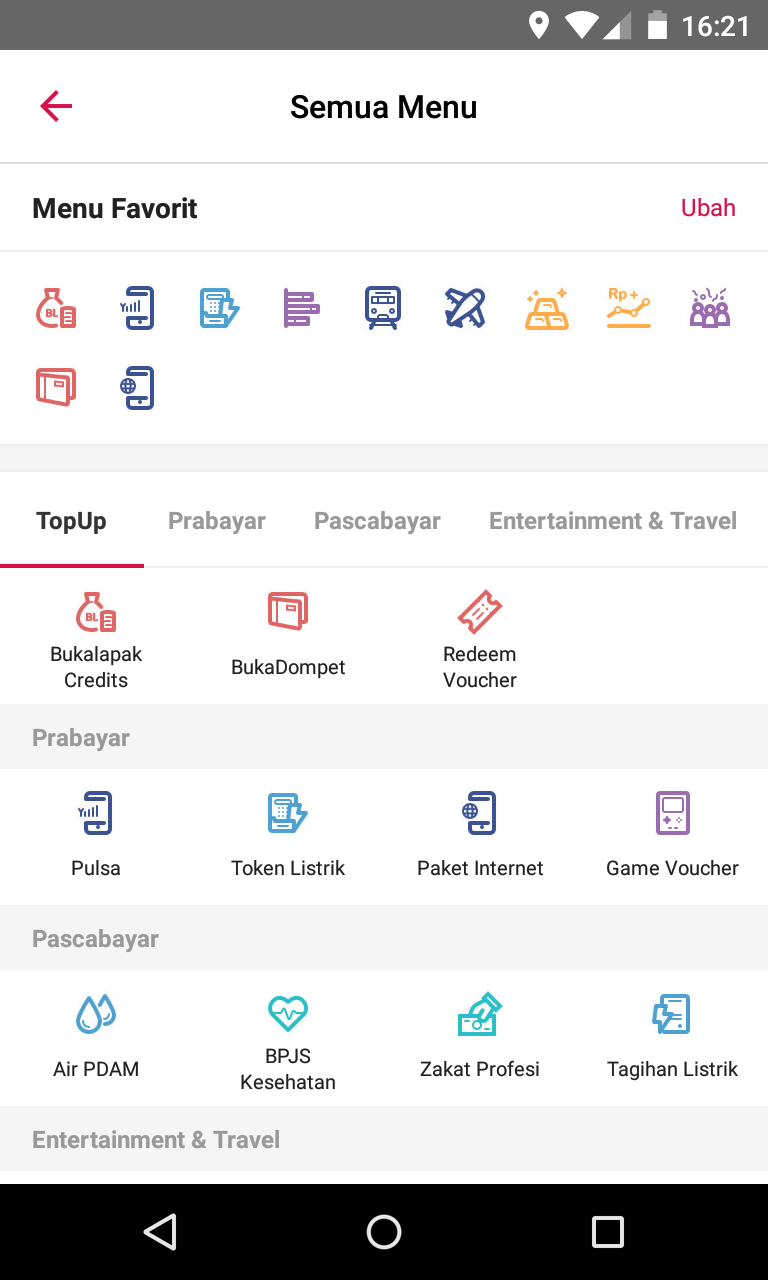 16:21
Semua Menu
Menu Favorit
Ubah
BL
Rp+
TopUp
Prabayar
Pascabayar
Entertainment & Travel
BL
Bukalapak
Credits
BukaDompet
Redeem
Voucher
Prabayar
Pulsa
Token Listrik
Paket Internet
Game Voucher
Pascabayar
Air PDAM
BPJS
Kesehatan
Zakat Profesi
Tagihan Listrik
Entertainment & Travel